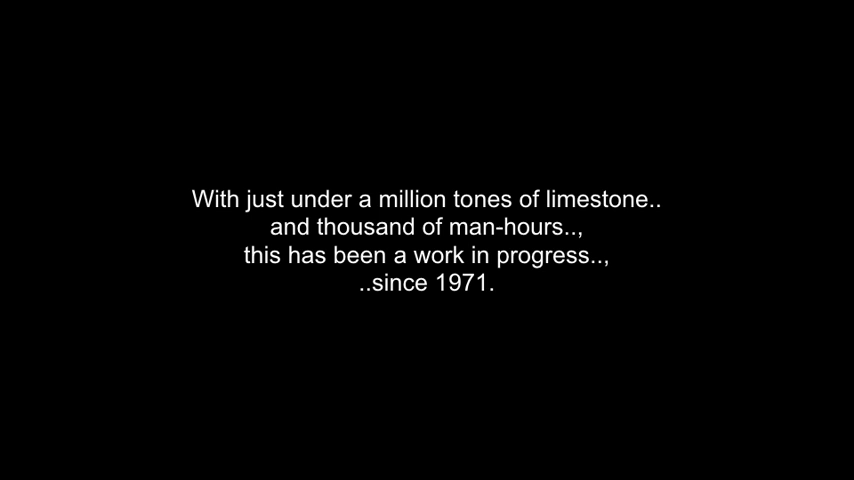 With just under a million tones of limestone..
and thousand of man-hours..,
this has been a work in progress..,
..since 1971.